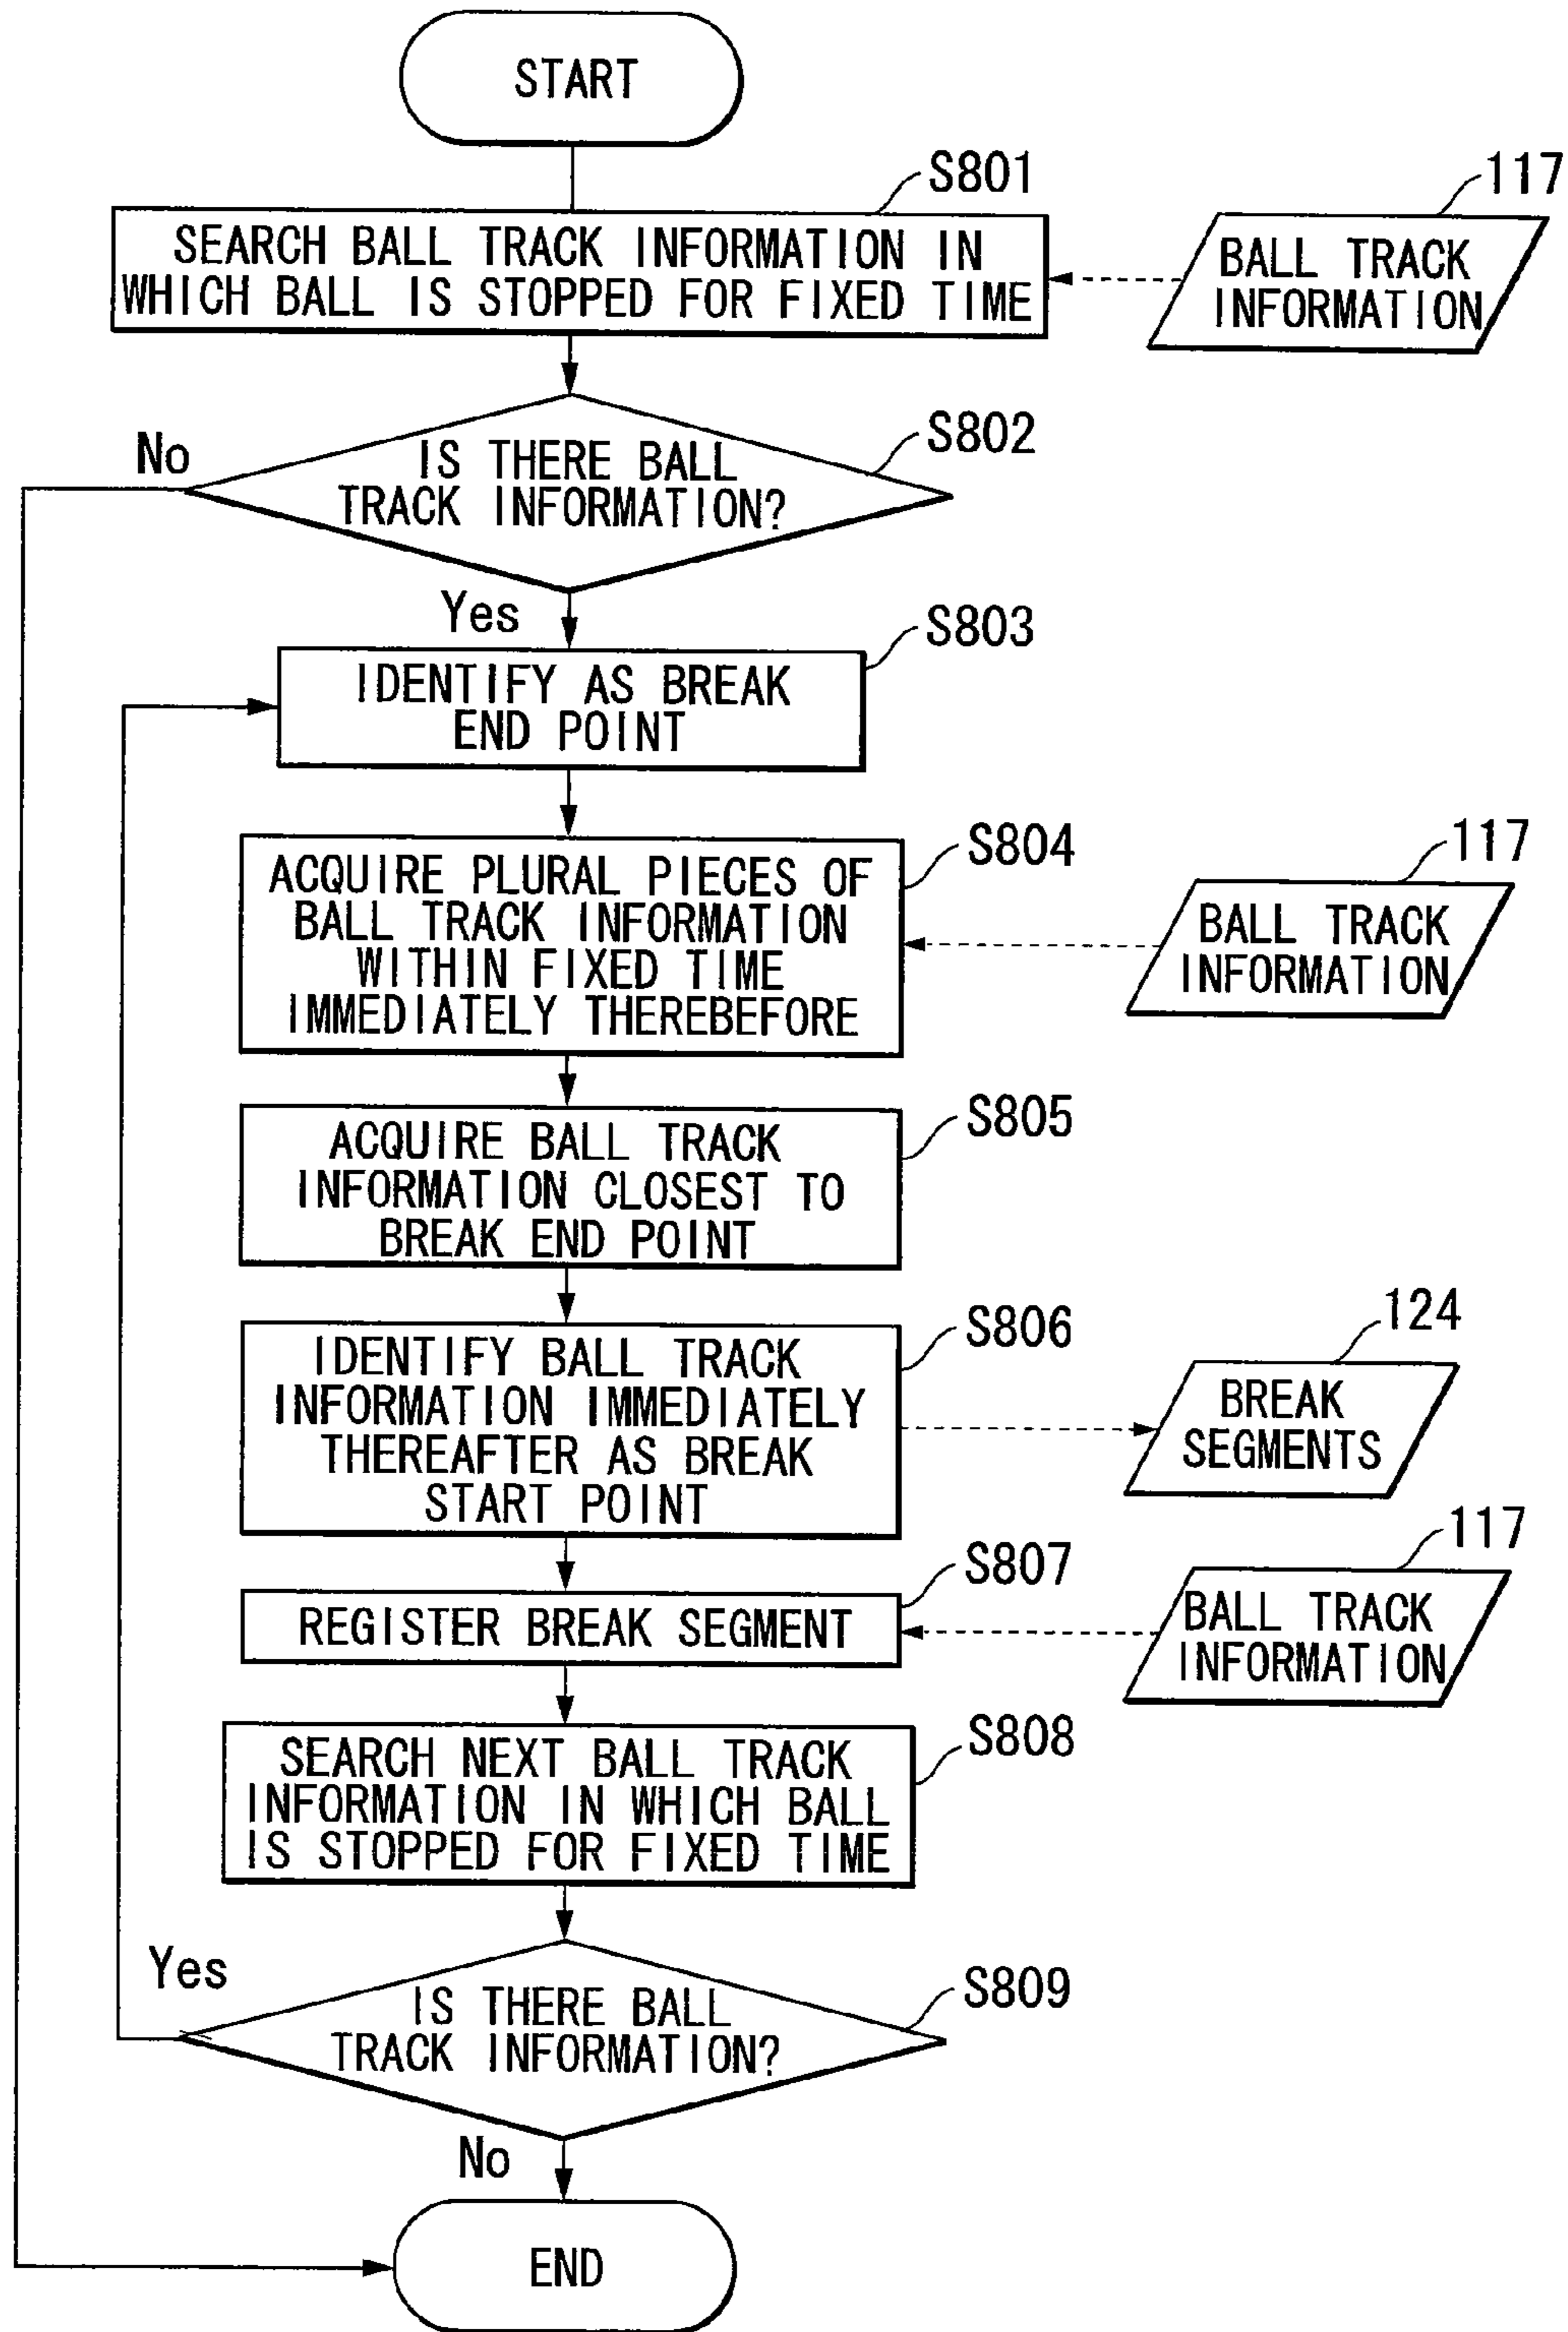 START
S801
SEARCH BALL TRACK INFORMATION IN
WHICH BALL IS STOPPED FOR FIXED TIME
117
BALL TRACK
INFORMATION
S802
No
IS THERE BALL
TRACK INFORMATION?
Yes
S803
IDENTIFY AS BREAK
END POINT
S804
ACQUIRE PLURAL PIECES OF
BALL TRACK INFORMATION
WITHIN FIXED TIME
IMMEDIATELY THEREBEFORE
117
BALL TRACK
INFORMATION
S805
ACQUIRE BALL TRACK
INFORMATION CLOSEST TO
BREAK END POINT
S806
IDENTIFY BALL TRACK
INFORMATION IMMEDIATELY
THEREAFTER AS BREAK
START POINT
124
BREAK
SEGMENTS
S807
REGISTER BREAK SEGMENT
117
BALL TRACK
INFORMATION
S808
SEARCH NEXT BALL TRACK
INFORMATION IN WHICH BALL
IS STOPPED FOR FIXED TIME
Yes
S809
IS THERE BALL
TRACK INFORMATION?
No
END